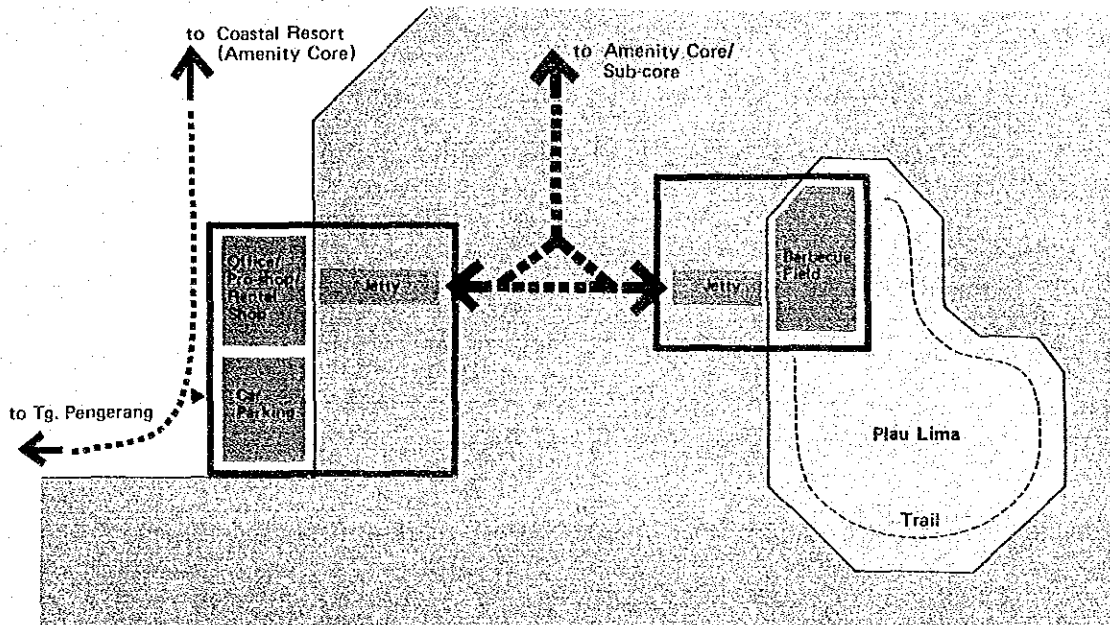 to Coastal Resort
(Amenity Core)
to Amenity Core/
Sub-core
Office/
Pro-shop/
Rental
Shop
Jetty
Jetty
Barbecue
Field
Car
Parking
to Tg. Pengerang
Plau Lima
Trail